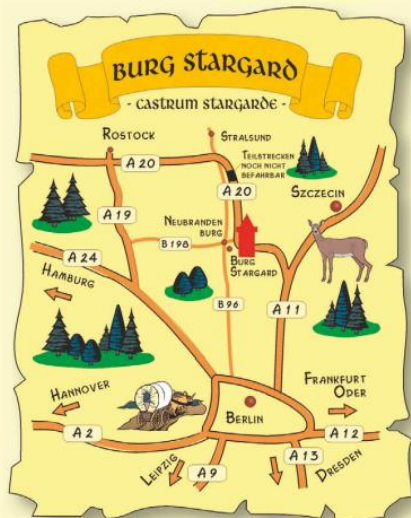 BURG STARGARD
- CASTRUM STARGARDE -
ROSTOCK
STRALSUND
A 20
TEILSTRECKEN
NOCH NICHT
BEFAHRBAR
A 20
SZCZECIN
A 19
NEUBRANDEN
BURG
B 198
BURG
STARGARD
A 24
HAMBURG
B 96
A 11
HANNOVER
FRANKFURT
ODER
BERLIN
A 2
A 12
LEIPZIG
A 9
A 13
DRESDEN